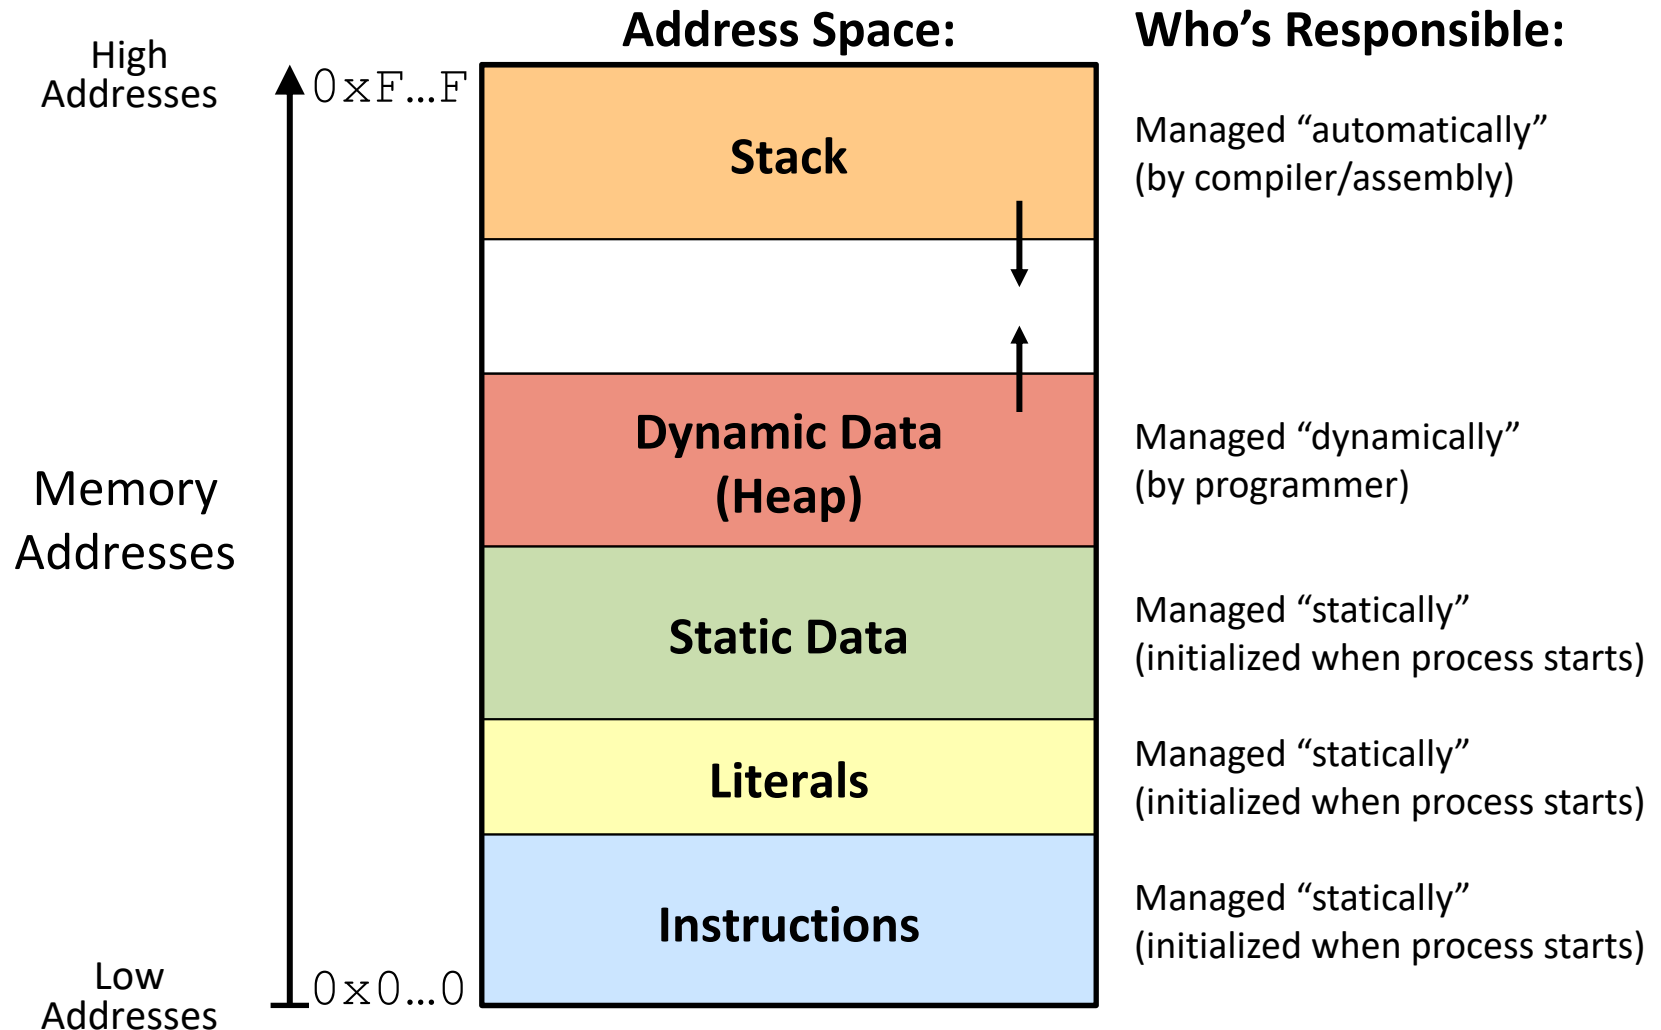 Address Space:
Who’s Responsible:
High
Addresses
0xF…F
Stack
Managed “automatically”
(by compiler/assembly)
Memory
Addresses
Dynamic Data
(Heap)
Managed “dynamically”
(by programmer)
Static Data
Managed “statically”
(initialized when process starts)
Literals
Managed “statically”
(initialized when process starts)
Instructions
Managed “statically”
(initialized when process starts)
Low
Addresses
0x0…0